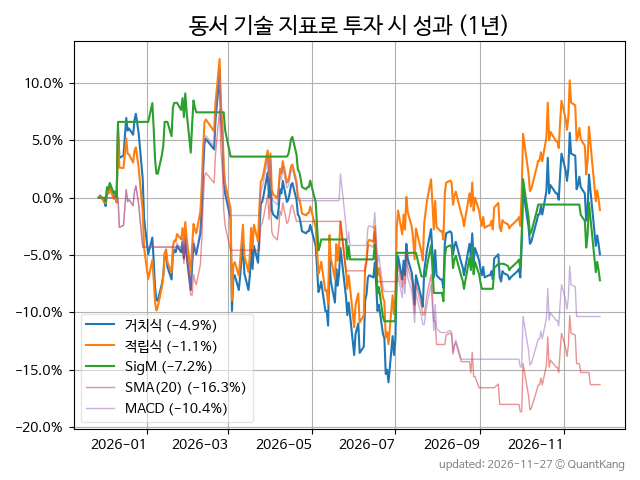 동서 기술 지표로 투자 시 성과 (1년)
10.0%
5.0%
0.0%
−5.0%
−10.0%
−15.0%
−20.0%
거치식 (−4.9%)
적립식 (−1.1%)
SigM (−7.2%)
SMA(20) (−16.3%)
MACD (−10.4%)
2026−01 2026−03 2026−05 2026−07 2026−09 2026−11
updated: 2026−11−27 © QuantKang